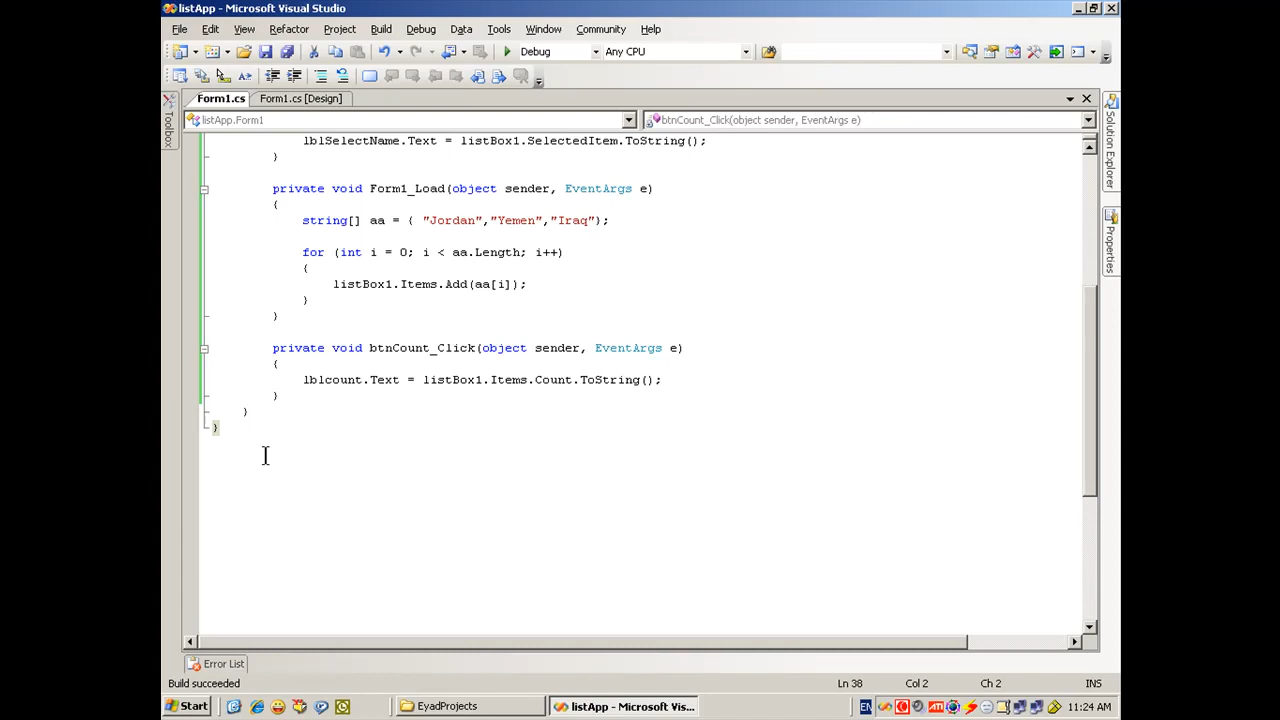 listApp - Microsoft Visual Studio
File Edit View Refactor Project Build Debug Data Tools Window Community Help
Debug Any CPU
Form1.cs Form1.cs [Design]
listApp.Form1 btnCount_Click(object sender, EventArgs e)
Toolbox
Solution Explorer
Properties
lblSelectName.Text = listBox1.SelectedItem.ToString();
}
private void Form1_Load(object sender, EventArgs e)
{
string[] aa = { "Jordan","Yemen","Iraq"};
for (int i = 0; i < aa.Length; i++)
{
listBox1.Items.Add(aa[i]);
}
}
private void btnCount_Click(object sender, EventArgs e)
{
lblcount.Text = listBox1.Items.Count.ToString();
}
}
}
Error List
Build succeeded Ln 38 Col 2 Ch 2 INS
Start EyadProjects listApp - Microsoft Vis... EN 11:24 AM